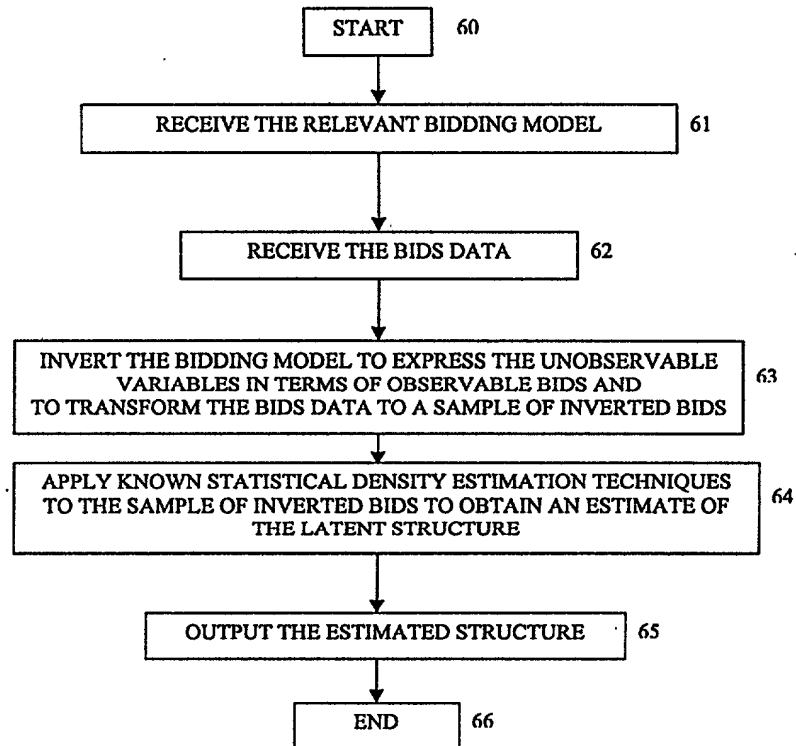 START 60
RECEIVE THE RELEVANT BIDDING MODEL 61
RECEIVE THE BIDS DATA 62
INVERT THE BIDDING MODEL TO EXPRESS THE UNOBSERVABLE
VARIABLES IN TERMS OF OBSERVABLE BIDS AND
TO TRANSFORM THE BIDS DATA TO A SAMPLE OF INVERTED BIDS
63
APPLY KNOWN STATISTICAL DENSITY ESTIMATION TECHNIQUES
TO THE SAMPLE OF INVERTED BIDS TO OBTAIN AN ESTIMATE OF
THE LATENT STRUCTURE
64
OUTPUT THE ESTIMATED STRUCTURE 65
END 66